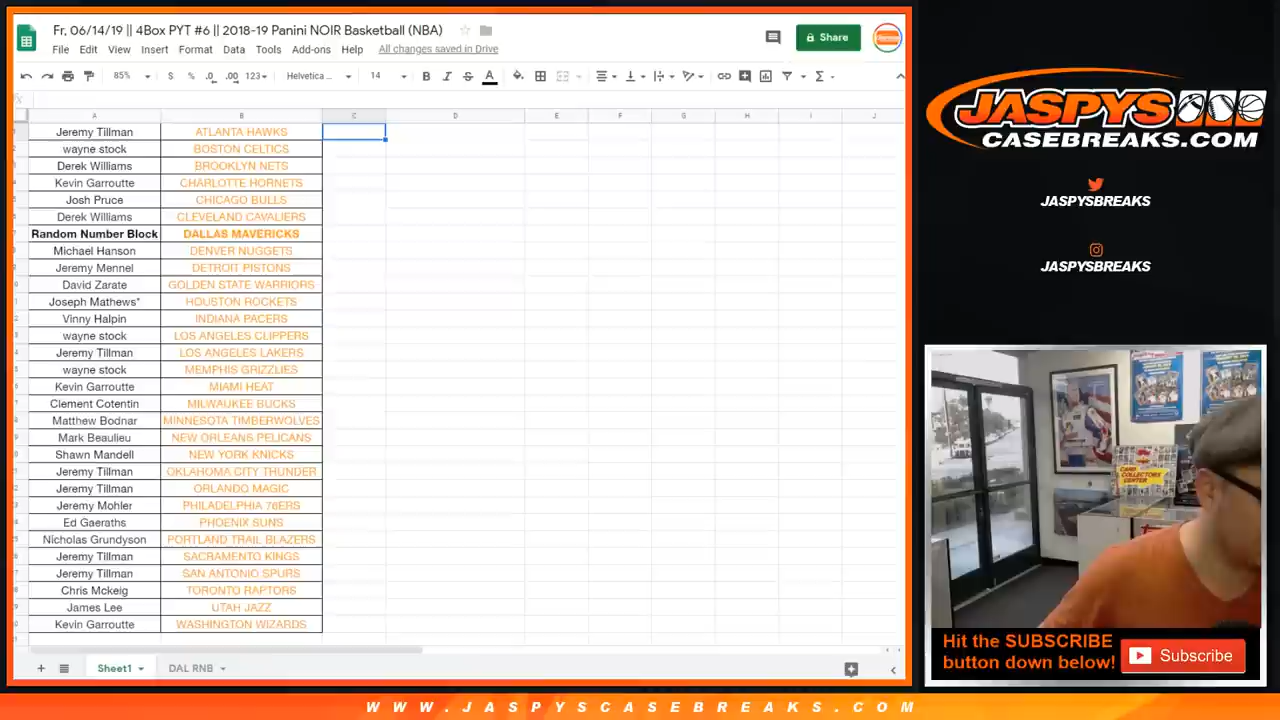 Fr, 06/14/19 || 4Box PYT #6 || 2018-19 Panini NOIR Basketball (NBA)
File Edit View Insert Format Data Tools Add-ons Help All changes saved in Drive
Share
85% $ % .0 .00 123 Helvetica... 14 B I S A
A B C D E F G H I J
Jeremy Tillman ATLANTA HAWKS
wayne stock BOSTON CELTICS
Derek Williams BROOKLYN NETS
Kevin Garroutte CHARLOTTE HORNETS
Josh Pruce CHICAGO BULLS
Derek Williams CLEVELAND CAVALIERS
Random Number Block DALLAS MAVERICKS
Michael Hanson DENVER NUGGETS
Jeremy Mennel DETROIT PISTONS
David Zarate GOLDEN STATE WARRIORS
Joseph Mathews* HOUSTON ROCKETS
Vinny Halpin INDIANA PACERS
wayne stock LOS ANGELES CLIPPERS
Jeremy Tillman LOS ANGELES LAKERS
wayne stock MEMPHIS GRIZZLIES
Kevin Garroutte MIAMI HEAT
Clement Cotentin MILWAUKEE BUCKS
Matthew Bodnar MINNESOTA TIMBERWOLVES
Mark Beaulieu NEW ORLEANS PELICANS
Shawn Mandell NEW YORK KNICKS
Jeremy Tillman OKLAHOMA CITY THUNDER
Jeremy Tillman ORLANDO MAGIC
Jeremy Mohler PHILADELPHIA 76ERS
Ed Gaeraths PHOENIX SUNS
Nicholas Grundyson PORTLAND TRAIL BLAZERS
Jeremy Tillman SACRAMENTO KINGS
Jeremy Tillman SAN ANTONIO SPURS
Chris Mckeig TORONTO RAPTORS
James Lee UTAH JAZZ
Kevin Garroutte WASHINGTON WIZARDS
Sheet1 DAL RNB
JASPYS
CASEBREAKS.COM
JASPYSBREAKS
JASPYSBREAKS
CARD
COLLECTORS
CENTER
Hit the SUBSCRIBE
button down below!
Subscribe
WWW.JASPYSCASEBREAKS.COM